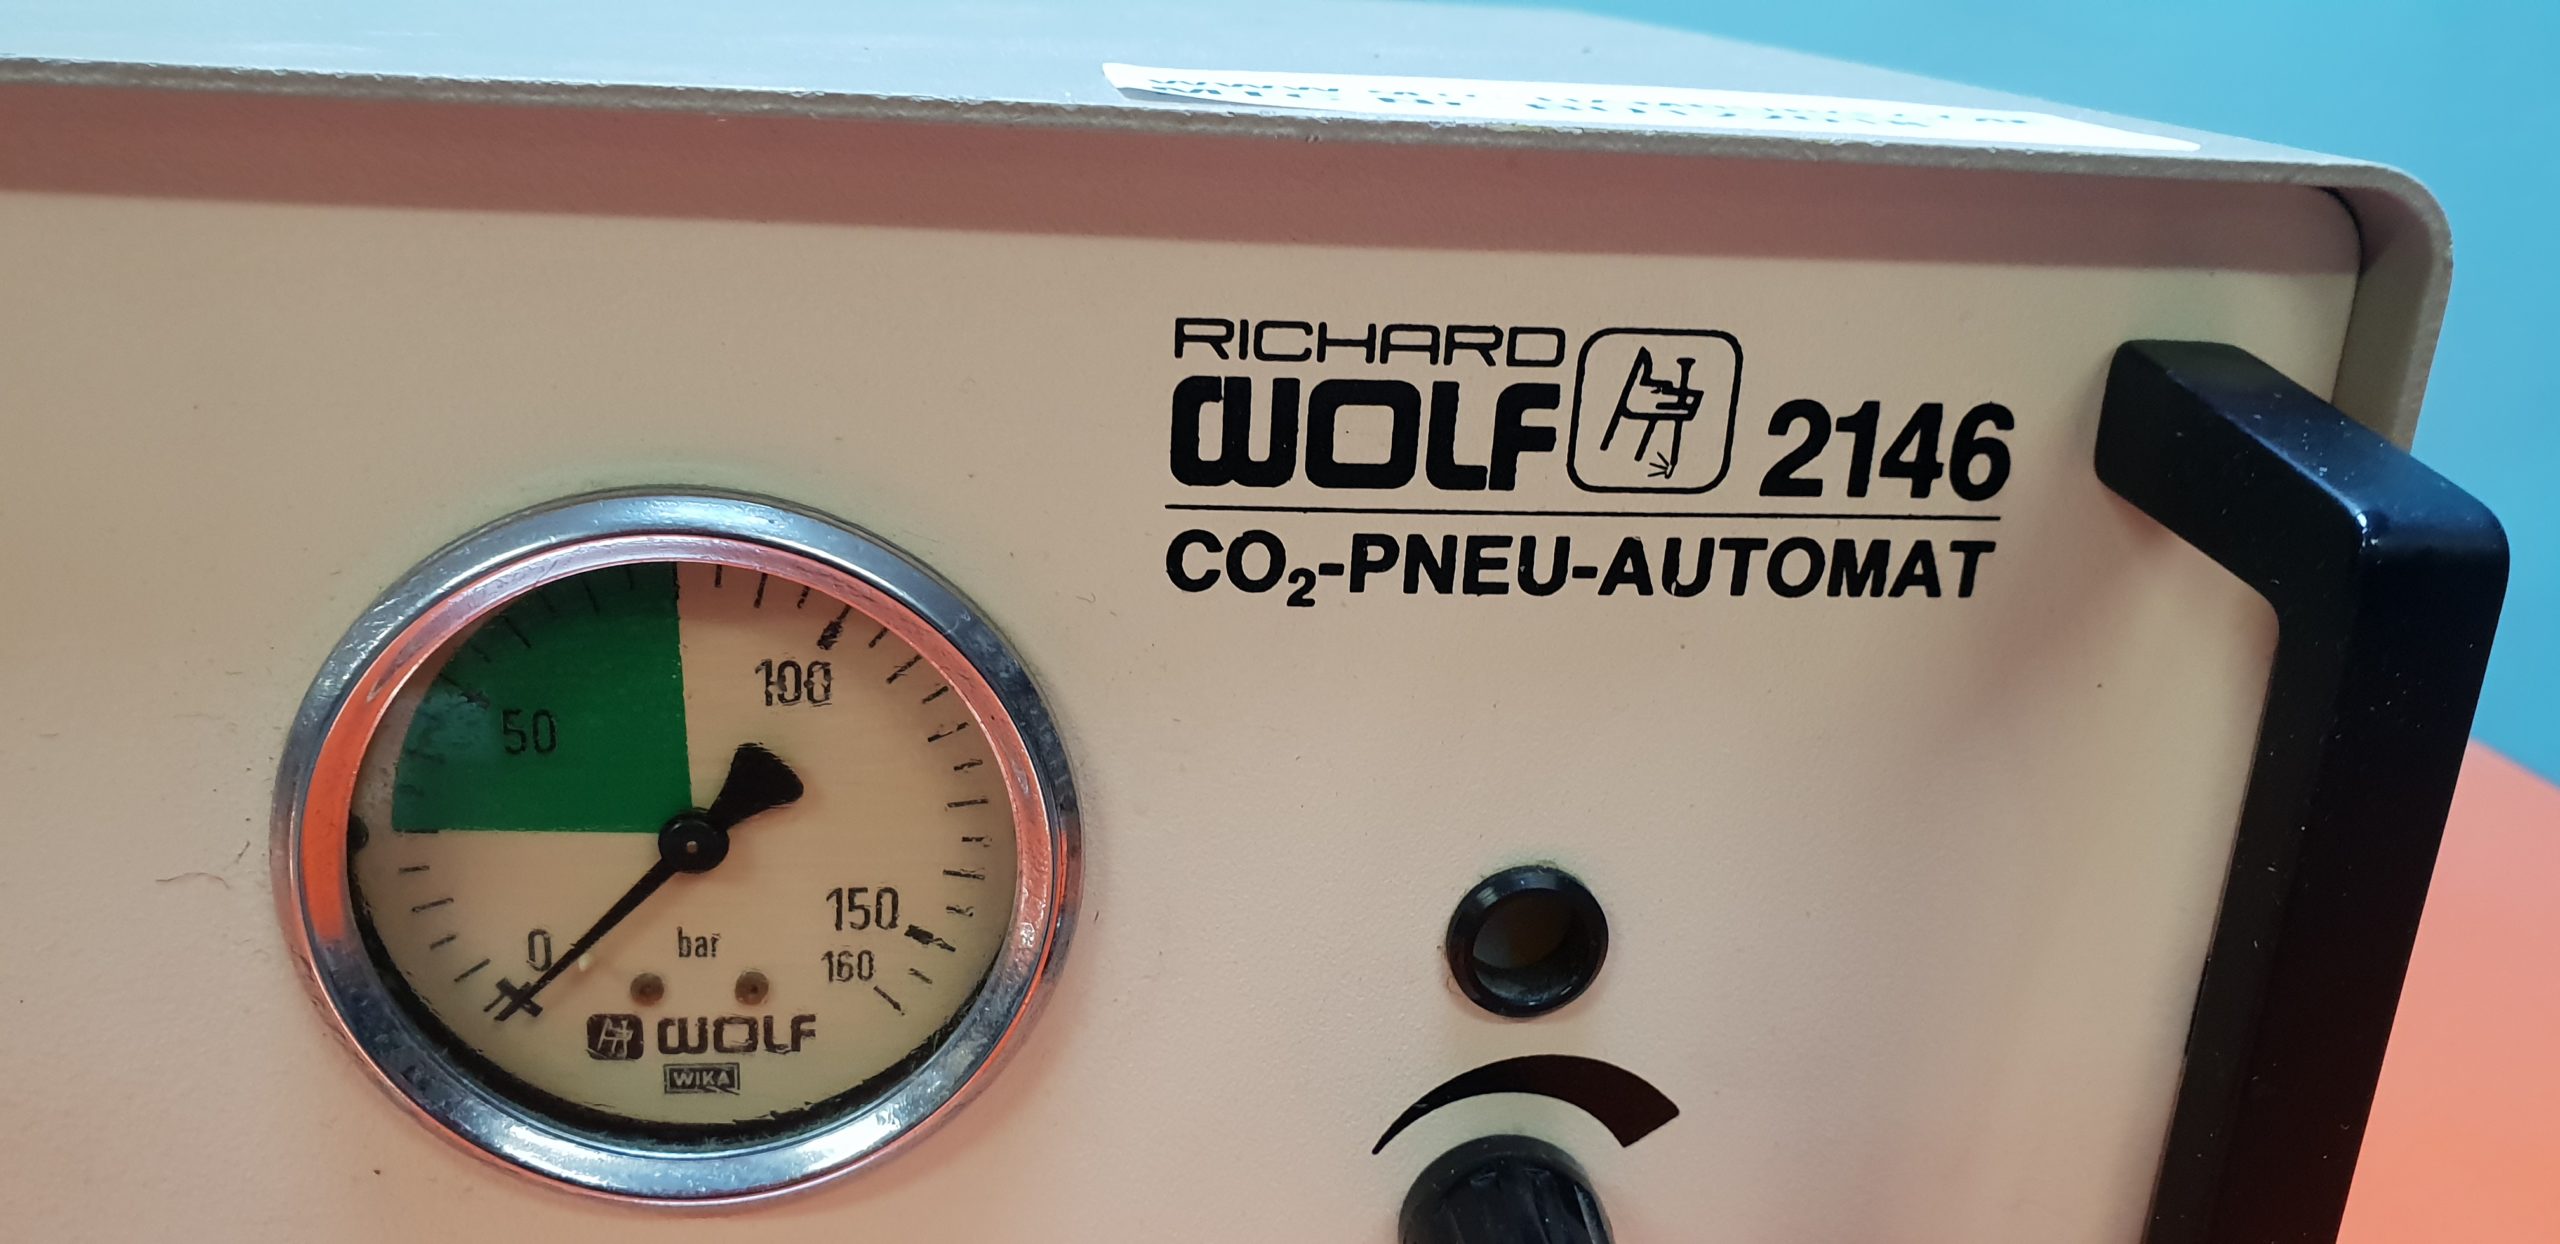 RICHARD
WOLF 2146
CO₂-PNEU-AUTOMAT
50
100
0
bar
150
160
WOLF
WIKA